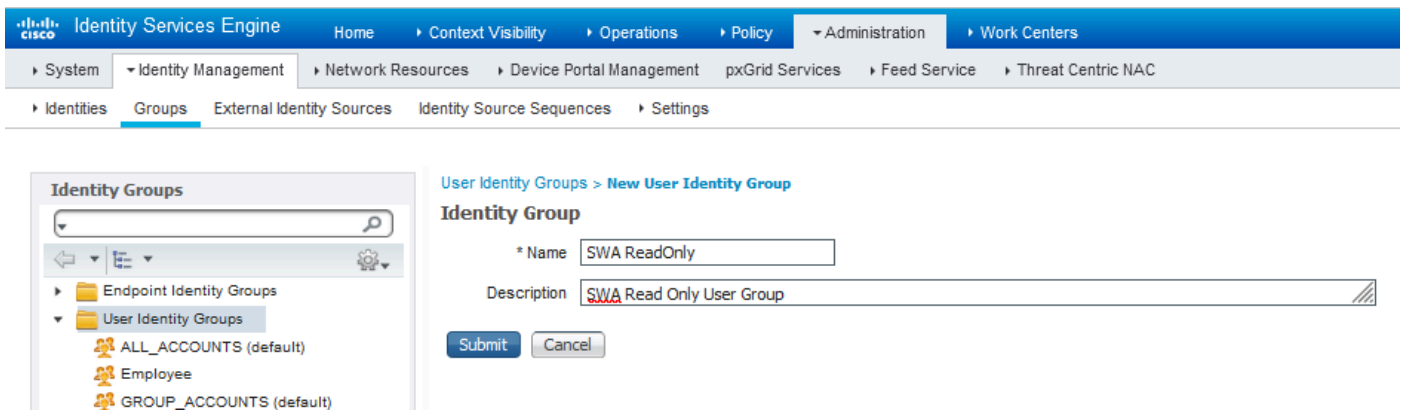 cisco Identity Services Engine Home Context Visibility Operations Policy Administration Work Centers
System Identity Management Network Resources Device Portal Management pxGrid Services Feed Service Threat Centric NAC
Identities Groups External Identity Sources Identity Source Sequences Settings
Identity Groups
Endpoint Identity Groups
User Identity Groups
ALL_ACCOUNTS (default)
Employee
GROUP_ACCOUNTS (default)
User Identity Groups > New User Identity Group
Identity Group
* Name SWA ReadOnly
Description SWA Read Only User Group
Submit Cancel